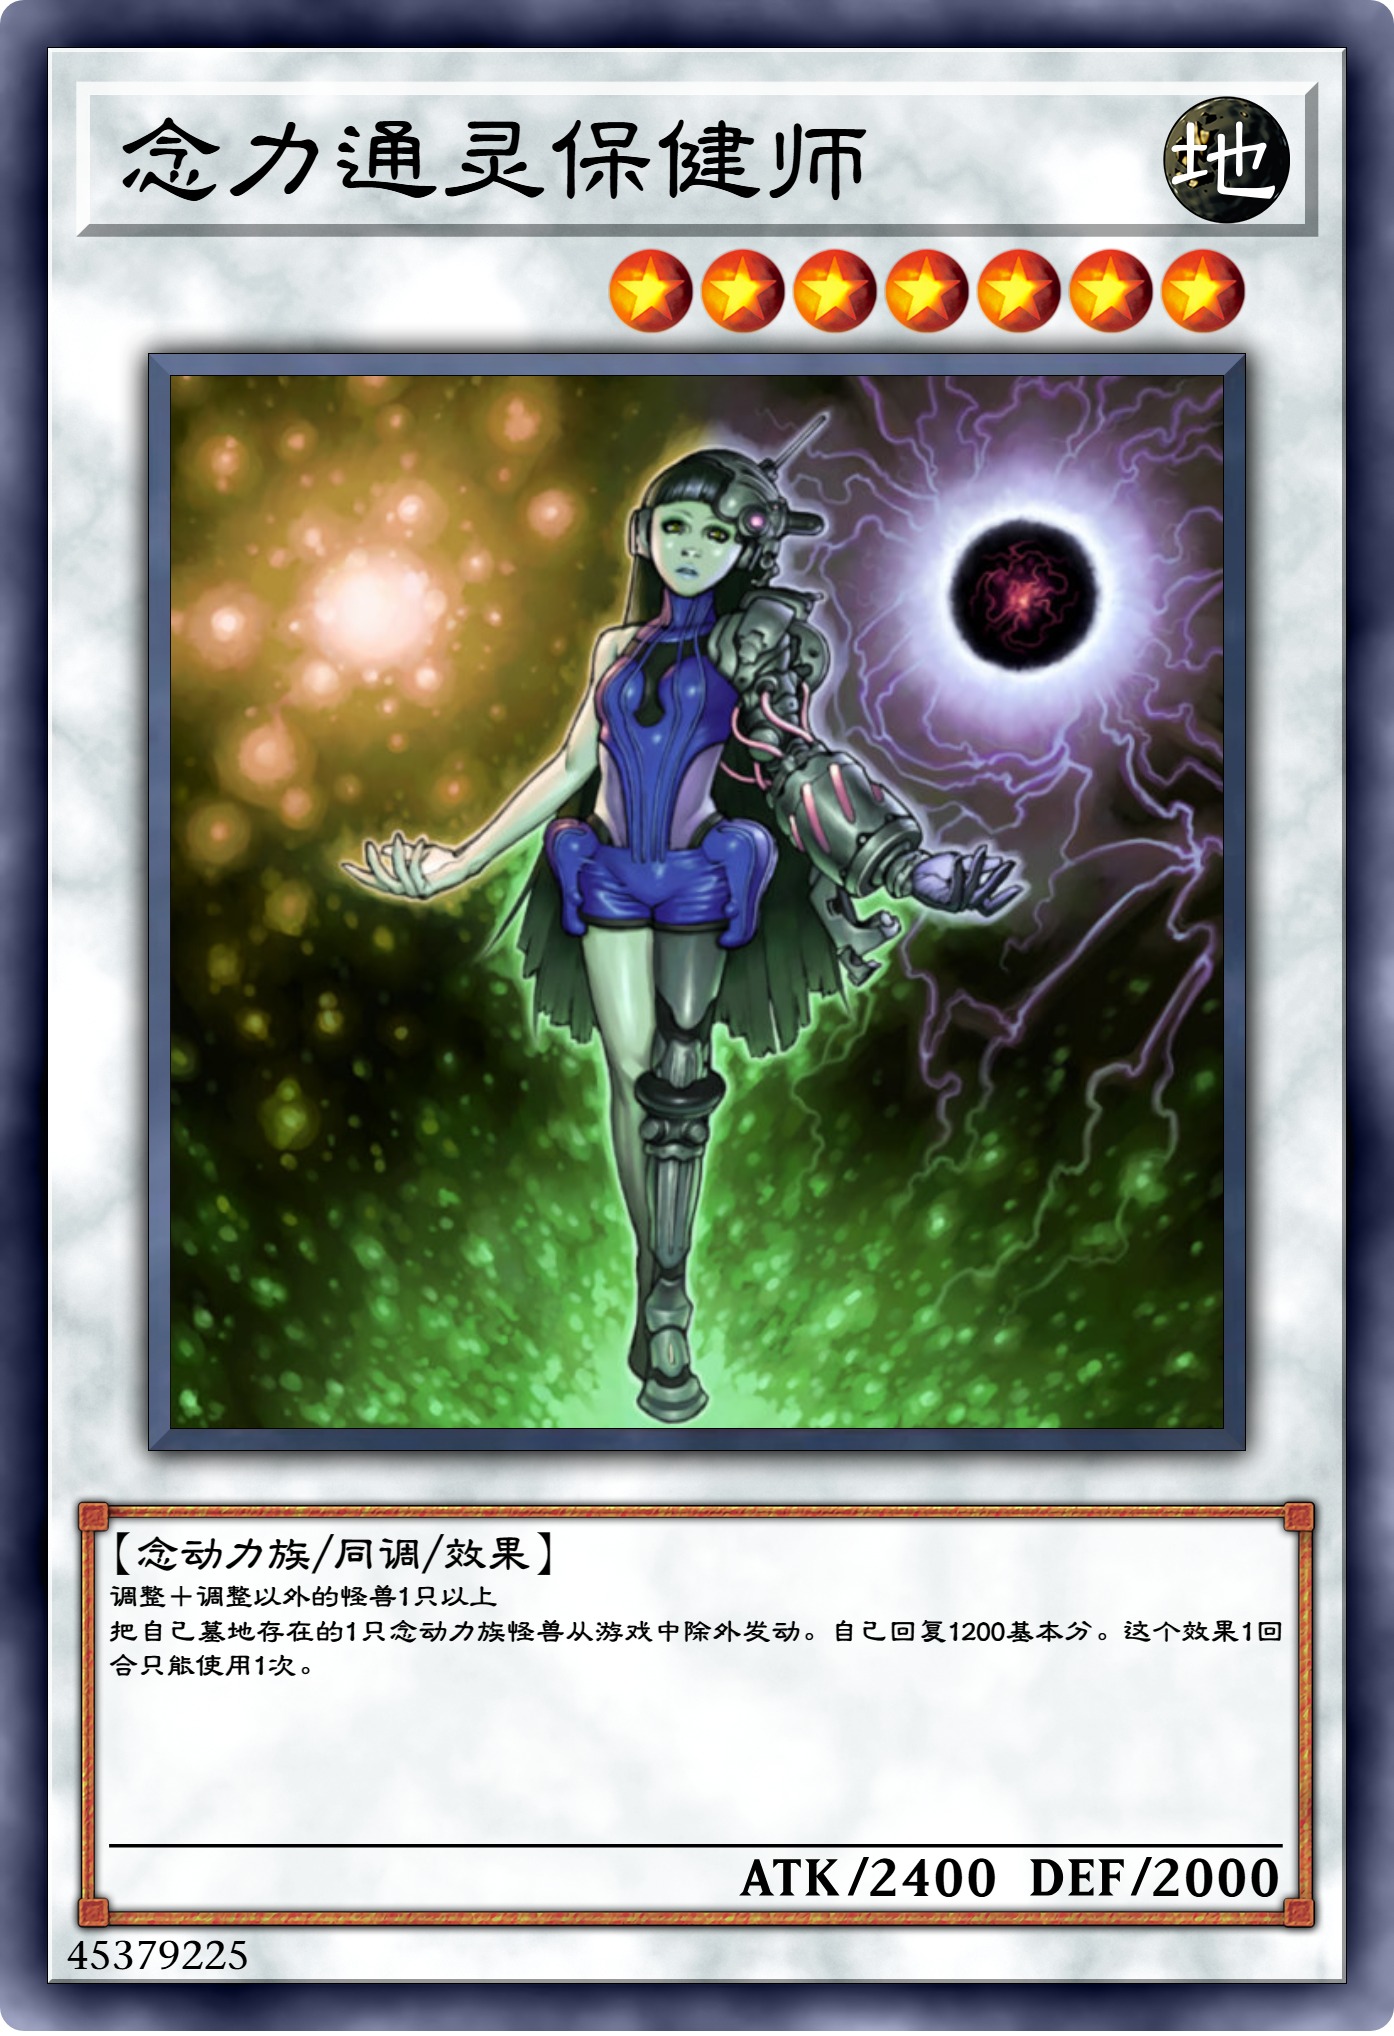 念力通灵保健师
地
【念动力族/同调/效果】
调整＋调整以外的怪兽1只以上
把自己墓地存在的1只念动力族怪兽从游戏中除外发动。自己回复1200基本分。这个效果1回
合只能使用1次。
ATK/2400 DEF/2000
45379225